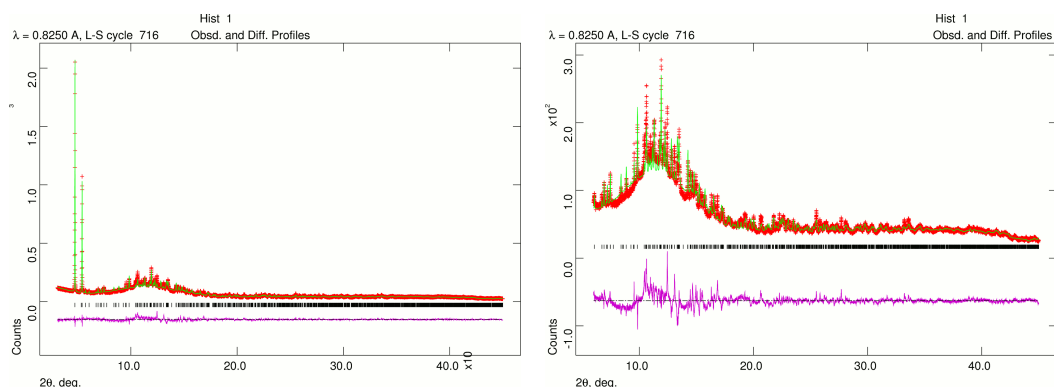 Hist 1
λ = 0.8250 A, L-S cycle 716 Obsd. and Diff. Profiles
Counts
0.0 0.5 1.0 1.5 2.0
3
10.0 20.0 30.0 40.0
x10
2θ, deg.
Hist 1
λ = 0.8250 A, L-S cycle 716 Obsd. and Diff. Profiles
Counts
-1.0 0.0 1.0 2.0 3.0
x10²
10.0 20.0 30.0 40.0
2θ, deg.